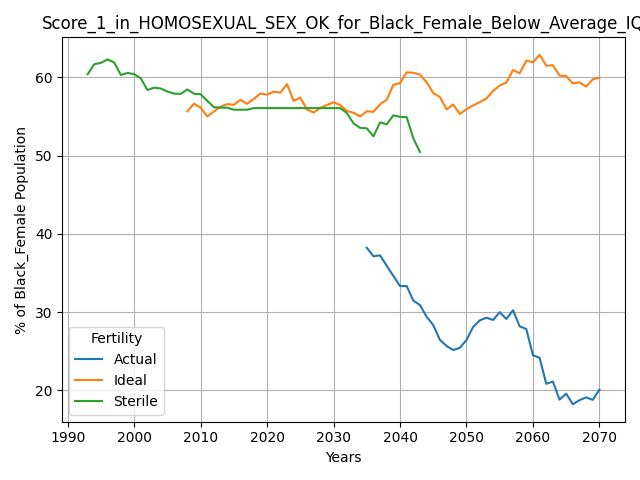 Score_1_in_HOMOSEXUAL_SEX_OK_for_Black_Female_Below_Average_IQ
% of Black_Female Population
60
50
40
30
20
Fertility
Actual
Ideal
Sterile
1990 2000 2010 2020 2030 2040 2050 2060 2070
Years